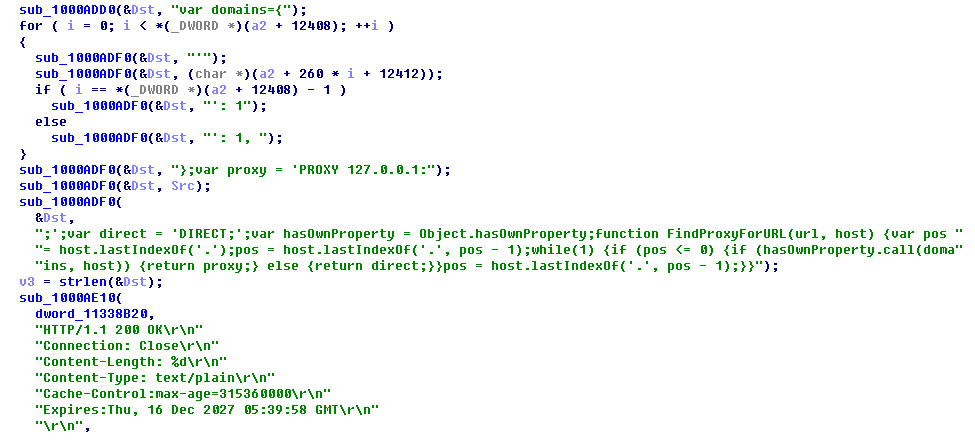 sub_1000ADD0(&Dst, "var domains={");
for ( i = 0; i < *(_DWORD *)(a2 + 12408); ++i )
{
sub_1000ADF0(&Dst, "'");
sub_1000ADF0(&Dst, (char *)(a2 + 260 * i + 12412));
if ( i == *(_DWORD *)(a2 + 12408) - 1 )
sub_1000ADF0(&Dst, "': 1");
else
sub_1000ADF0(&Dst, "': 1, ");
}
sub_1000ADF0(&Dst, "};var proxy = 'PROXY 127.0.0.1:");
sub_1000ADF0(&Dst, Src);
sub_1000ADF0(
&Dst,
";';var direct = 'DIRECT;';var hasOwnProperty = Object.hasOwnProperty;function FindProxyForURL(url, host) {var pos "
"= host.lastIndexOf('.');pos = host.lastIndexOf('.', pos - 1);while(1) {if (pos <= 0) {if (hasOwnProperty.call(doma"
"ins, host)) {return proxy;} else {return direct;}}pos = host.lastIndexOf('.', pos - 1);}}");
v3 = strlen(&Dst);
sub_1000AE10(
dword_11338B20,
"HTTP/1.1 200 OK\r\n"
"Connection: Close\r\n"
"Content-Length: %d\r\n"
"Content-Type: text/plain\r\n"
"Cache-Control:max-age=315360000\r\n"
"Expires:Thu, 16 Dec 2027 05:39:58 GMT\r\n"
"\r\n",